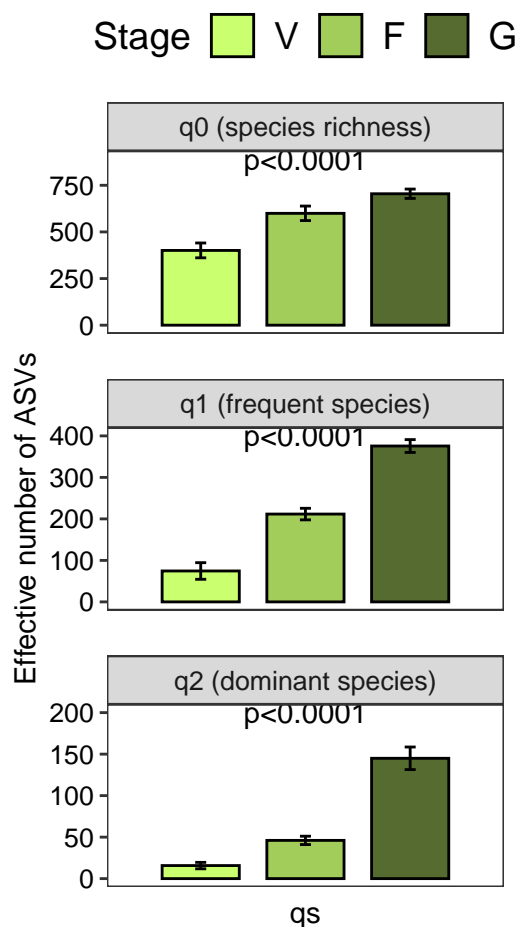 Stage V F G
Effective number of ASVs
q0 (species richness)
p<0.0001
750
500
250
0
q1 (frequent species)
p<0.0001
400
300
200
100
0
q2 (dominant species)
p<0.0001
200
150
100
50
0
qs